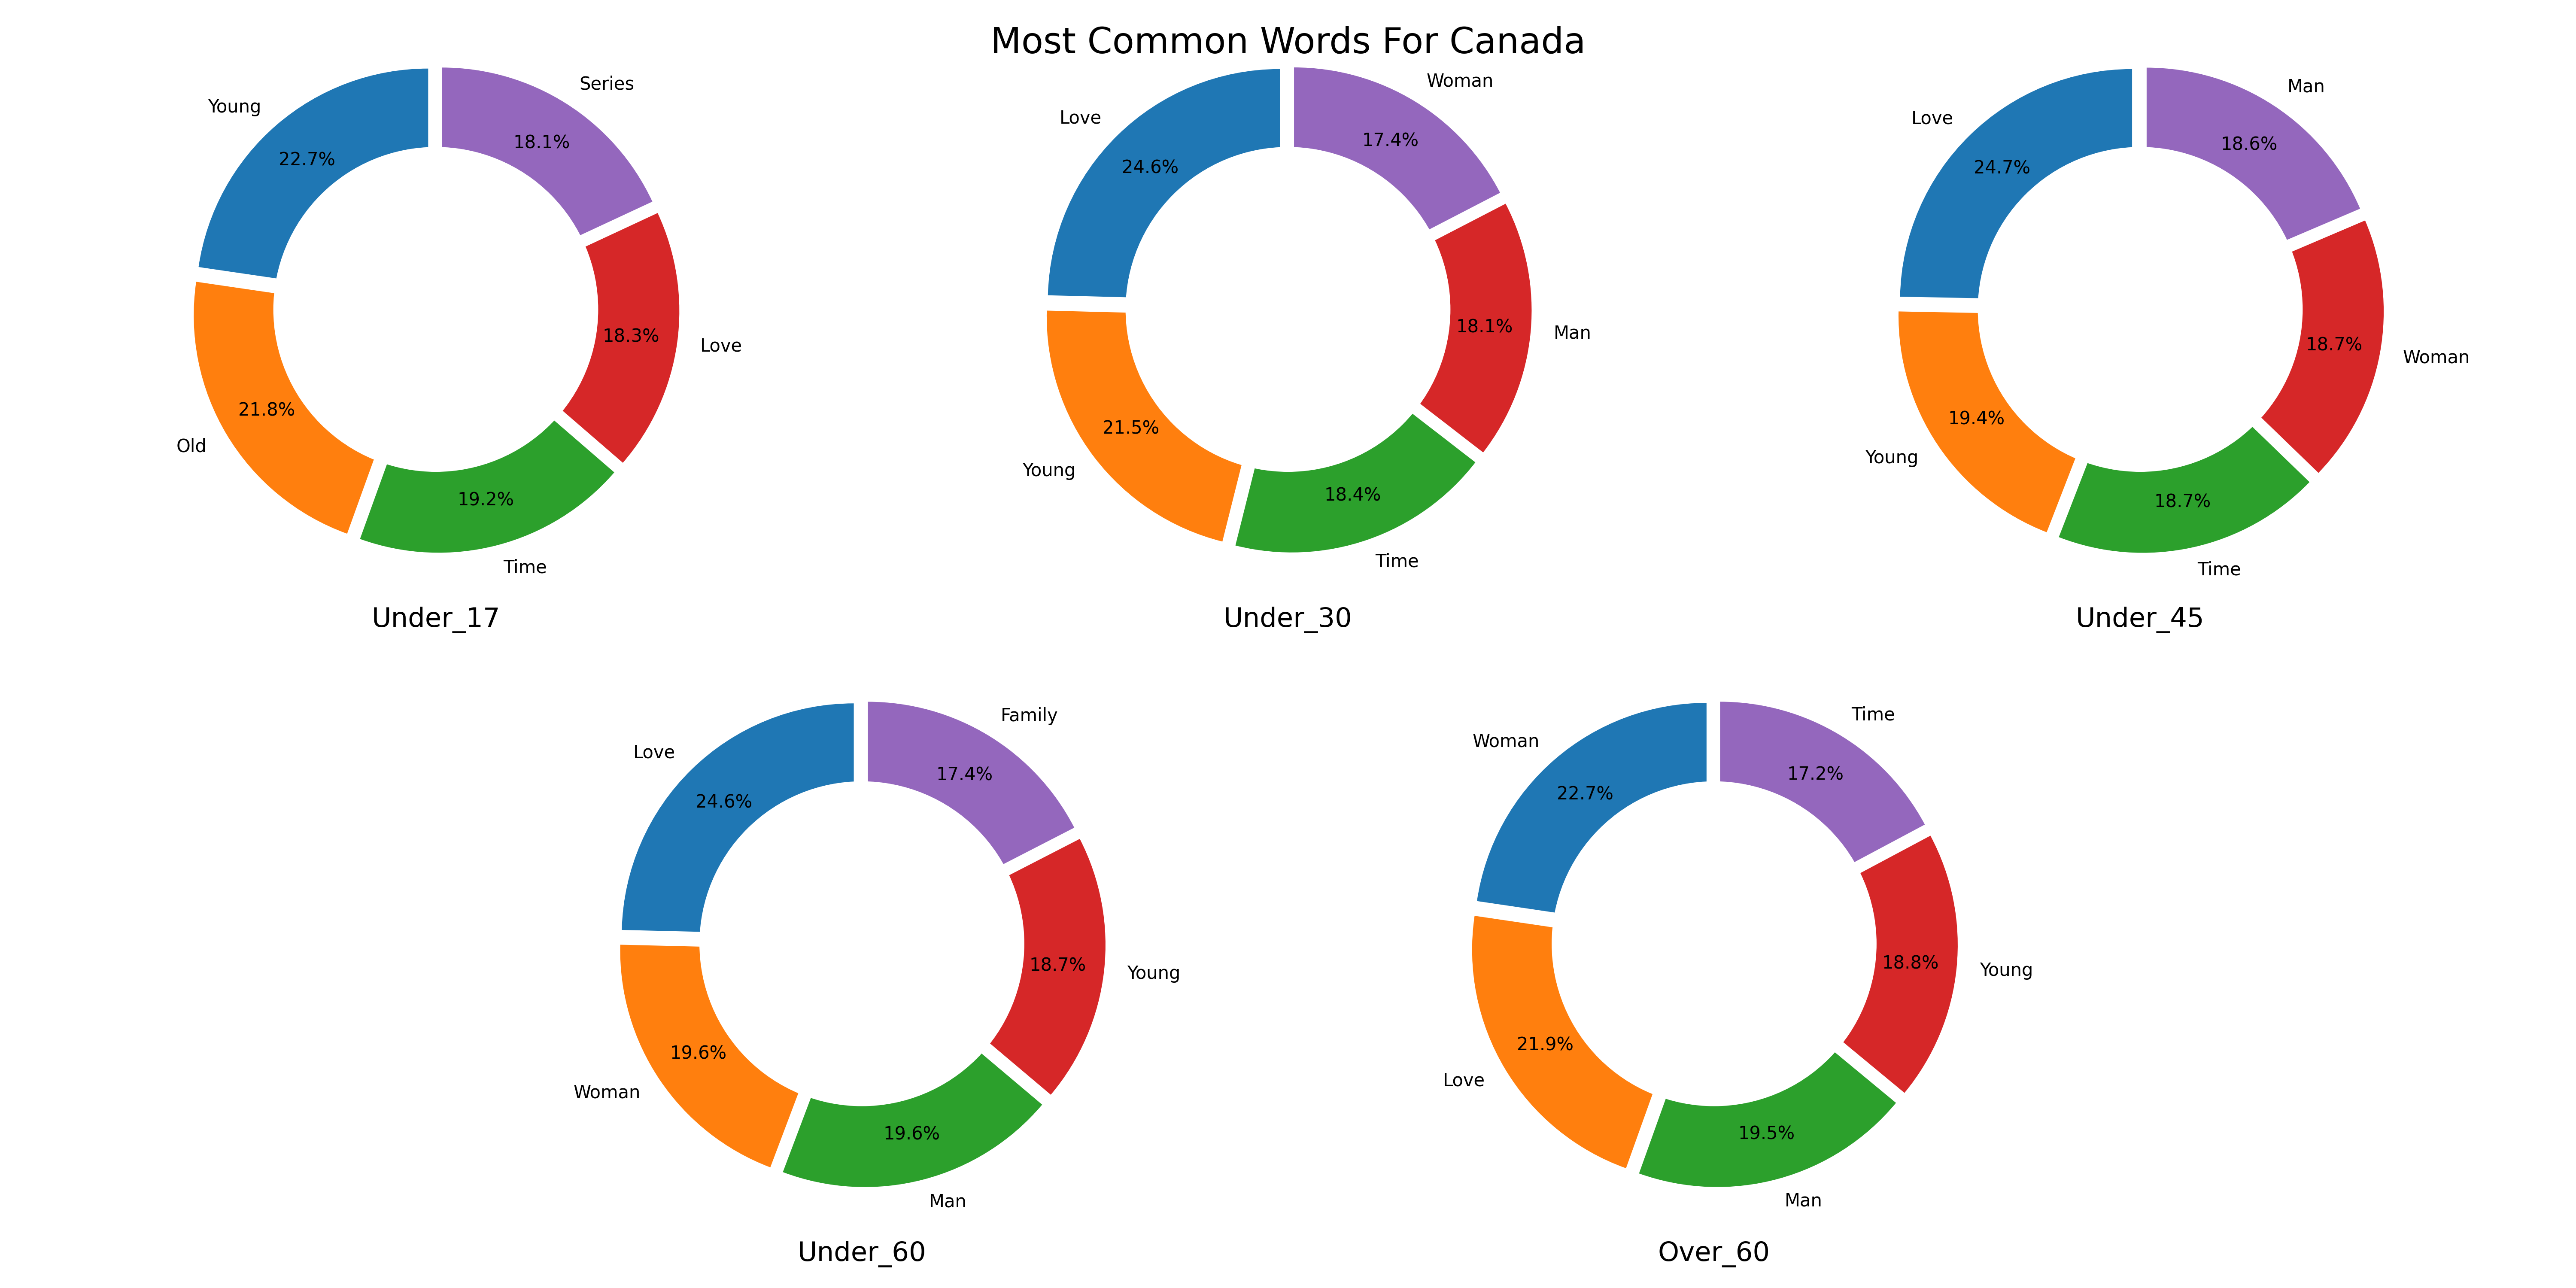 Most Common Words For Canada
Series
Young
18.1%
22.7%
18.3%
Love
21.8%
Old
19.2%
Time
Under_17
Woman
Love
17.4%
24.6%
18.1%
Man
21.5%
Young
18.4%
Time
Under_30
Man
Love
18.6%
24.7%
18.7%
Woman
19.4%
Young
18.7%
Time
Under_45
Family
Love
17.4%
24.6%
18.7%
Young
19.6%
Woman
19.6%
Man
Under_60
Time
Woman
17.2%
22.7%
18.8%
Young
21.9%
Love
19.5%
Man
Over_60